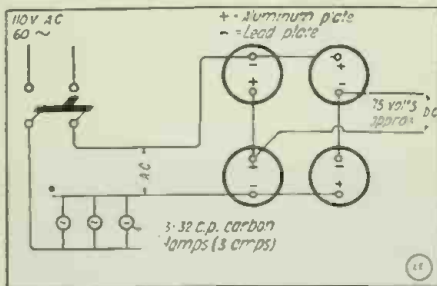 110V AC
60 ~
+ = Aluminum plate
- = Lead plate
75 volts
approx
DC
AC
3-32 c.p. carbon
lamps (3 amps)